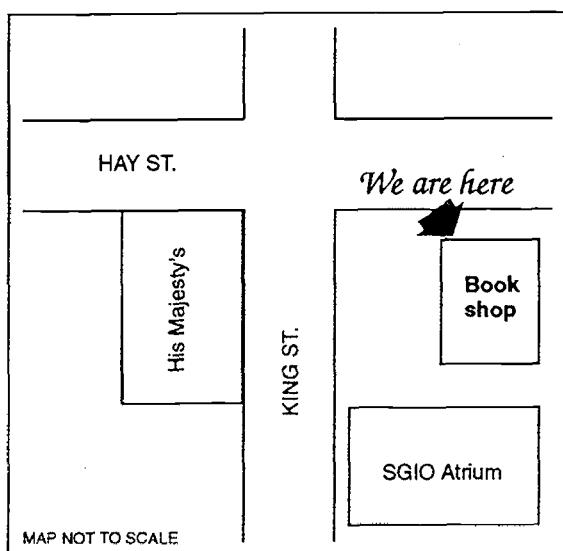 HAY ST.
We are here
His Majesty's
KING ST.
Book
shop
SGIO Atrium
MAP NOT TO SCALE